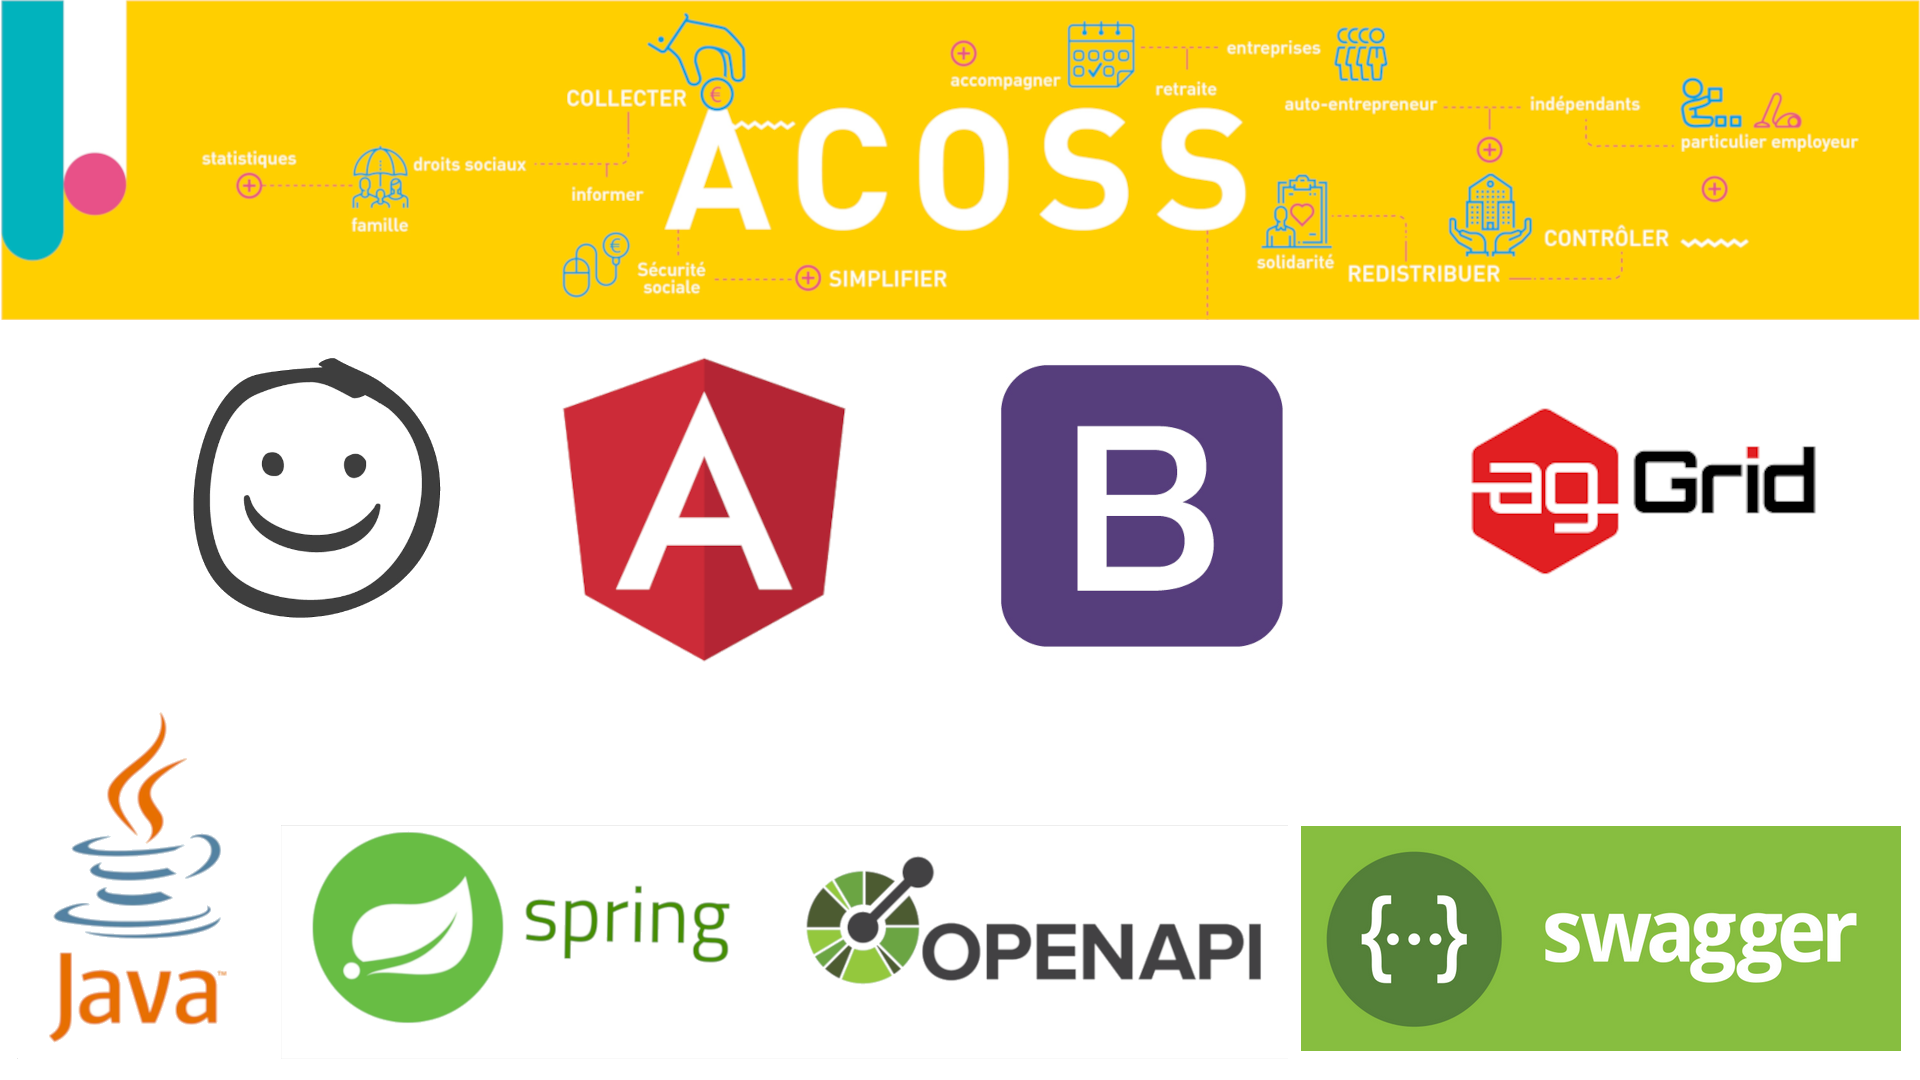 accompagner
entreprises
retraite
COLLECTER
auto-entrepreneur
indépendants
particulier employeur
statistiques
droits sociaux
informer
ACOSS
famille
Sécurité
sociale
SIMPLIFIER
solidarité
REDISTRIBUER
CONTRÔLER
€
€
A
B
ag Grid
Java™
spring
OPENAPI
{···} swagger